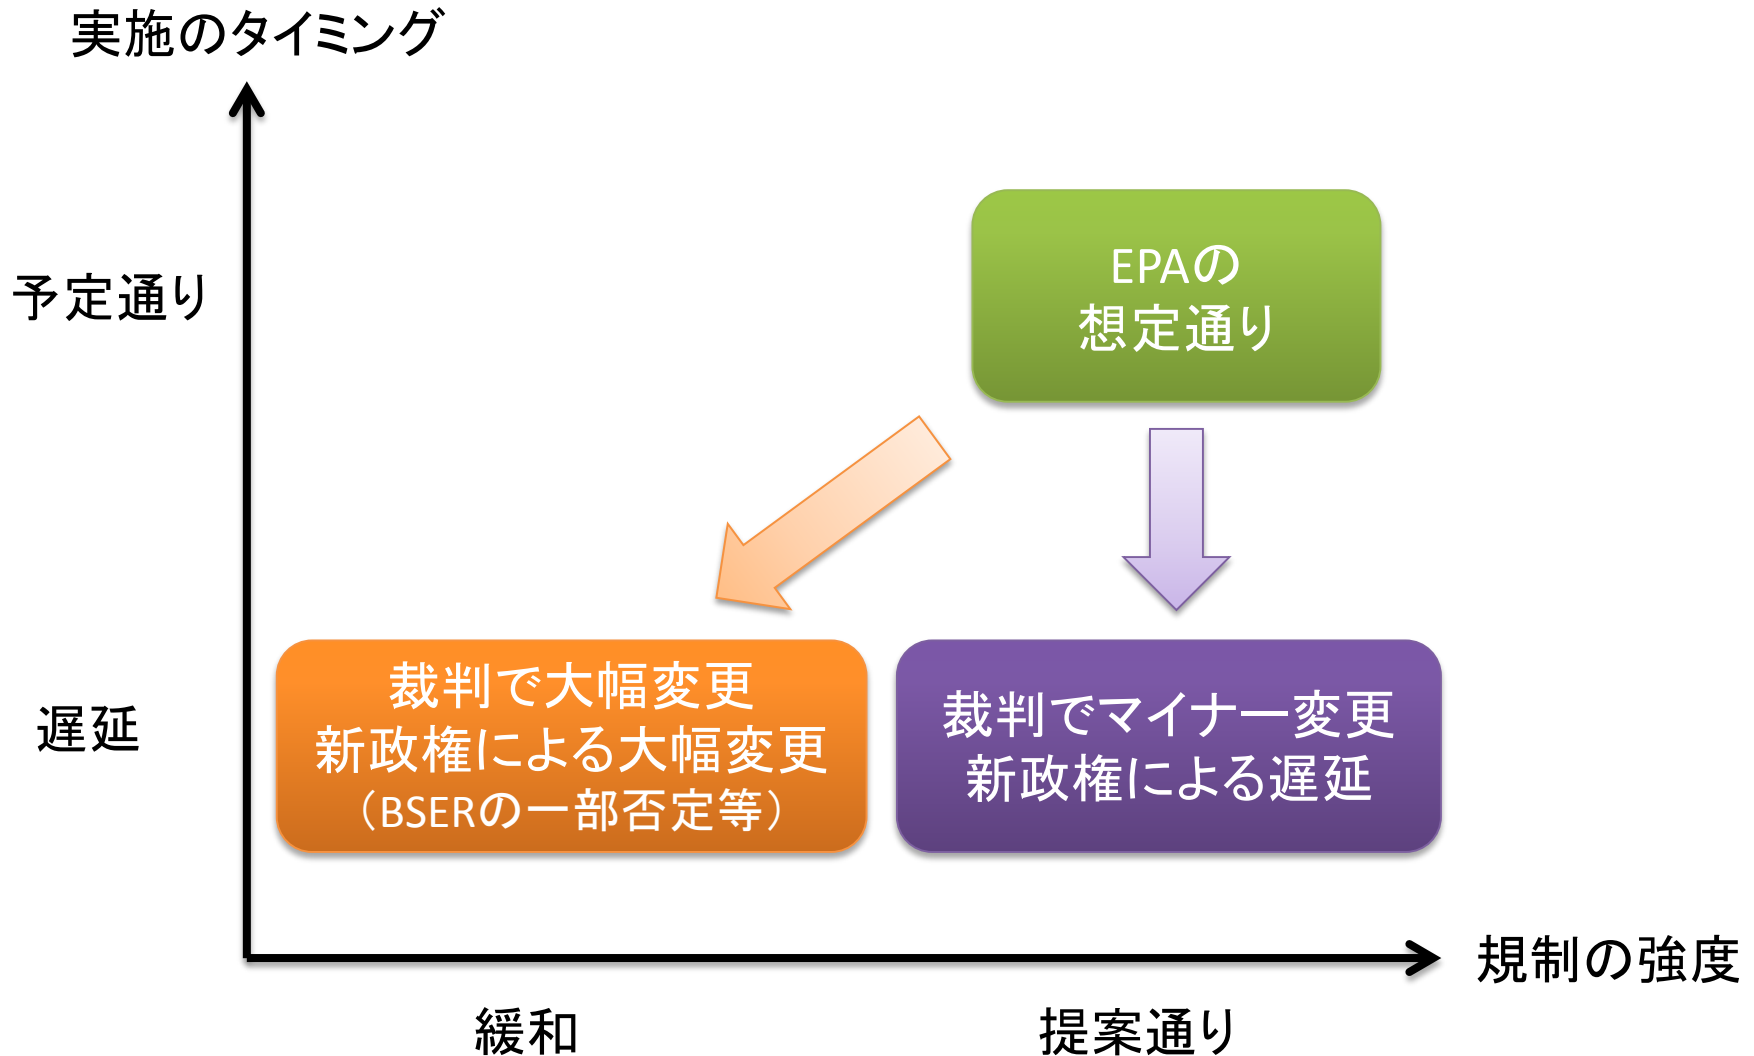 実施のタイミング
予定通り
EPAの
想定通り
遅延
裁判で大幅変更
新政権による大幅変更
（BSERの一部否定等）
裁判でマイナー変更
新政権による遅延
規制の強度
緩和
提案通り